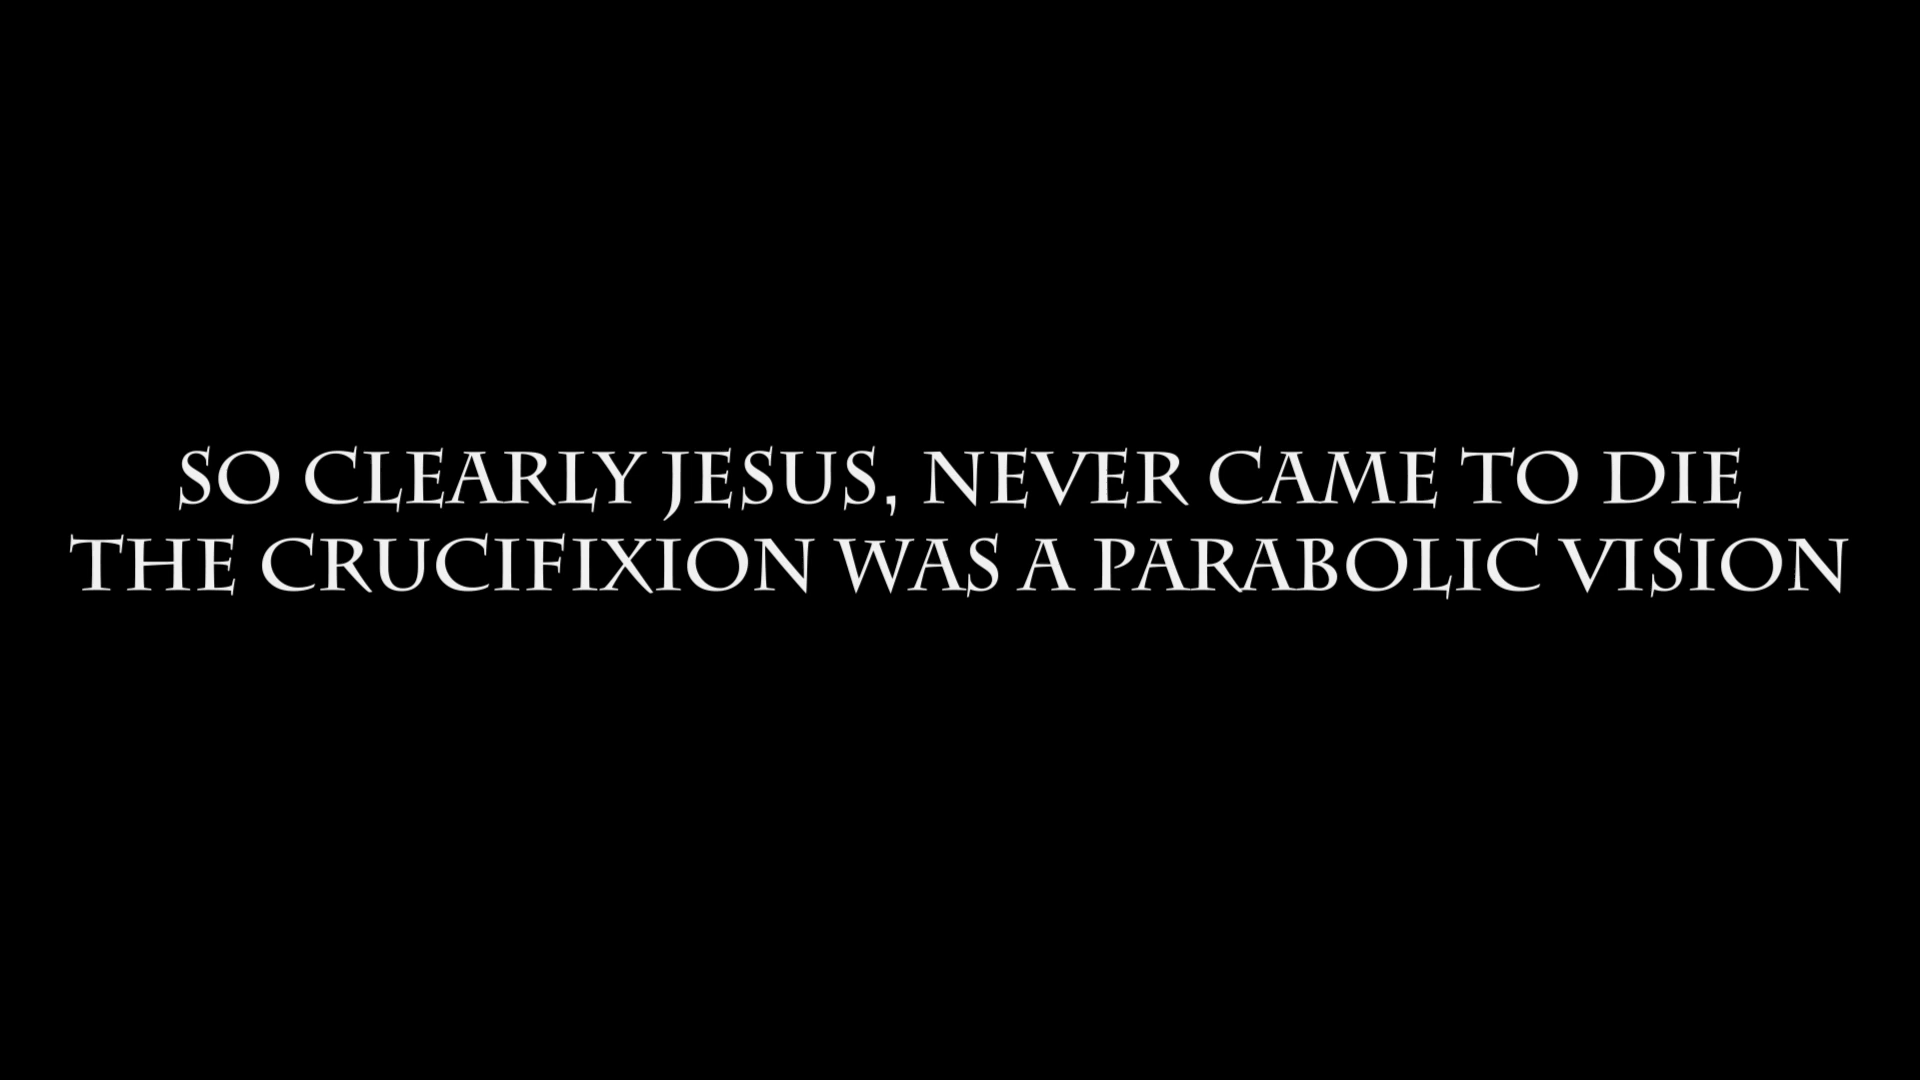 SO CLEARLY JESUS, NEVER CAME TO DIE
THE CRUCIFIXION WAS A PARABOLIC VISION